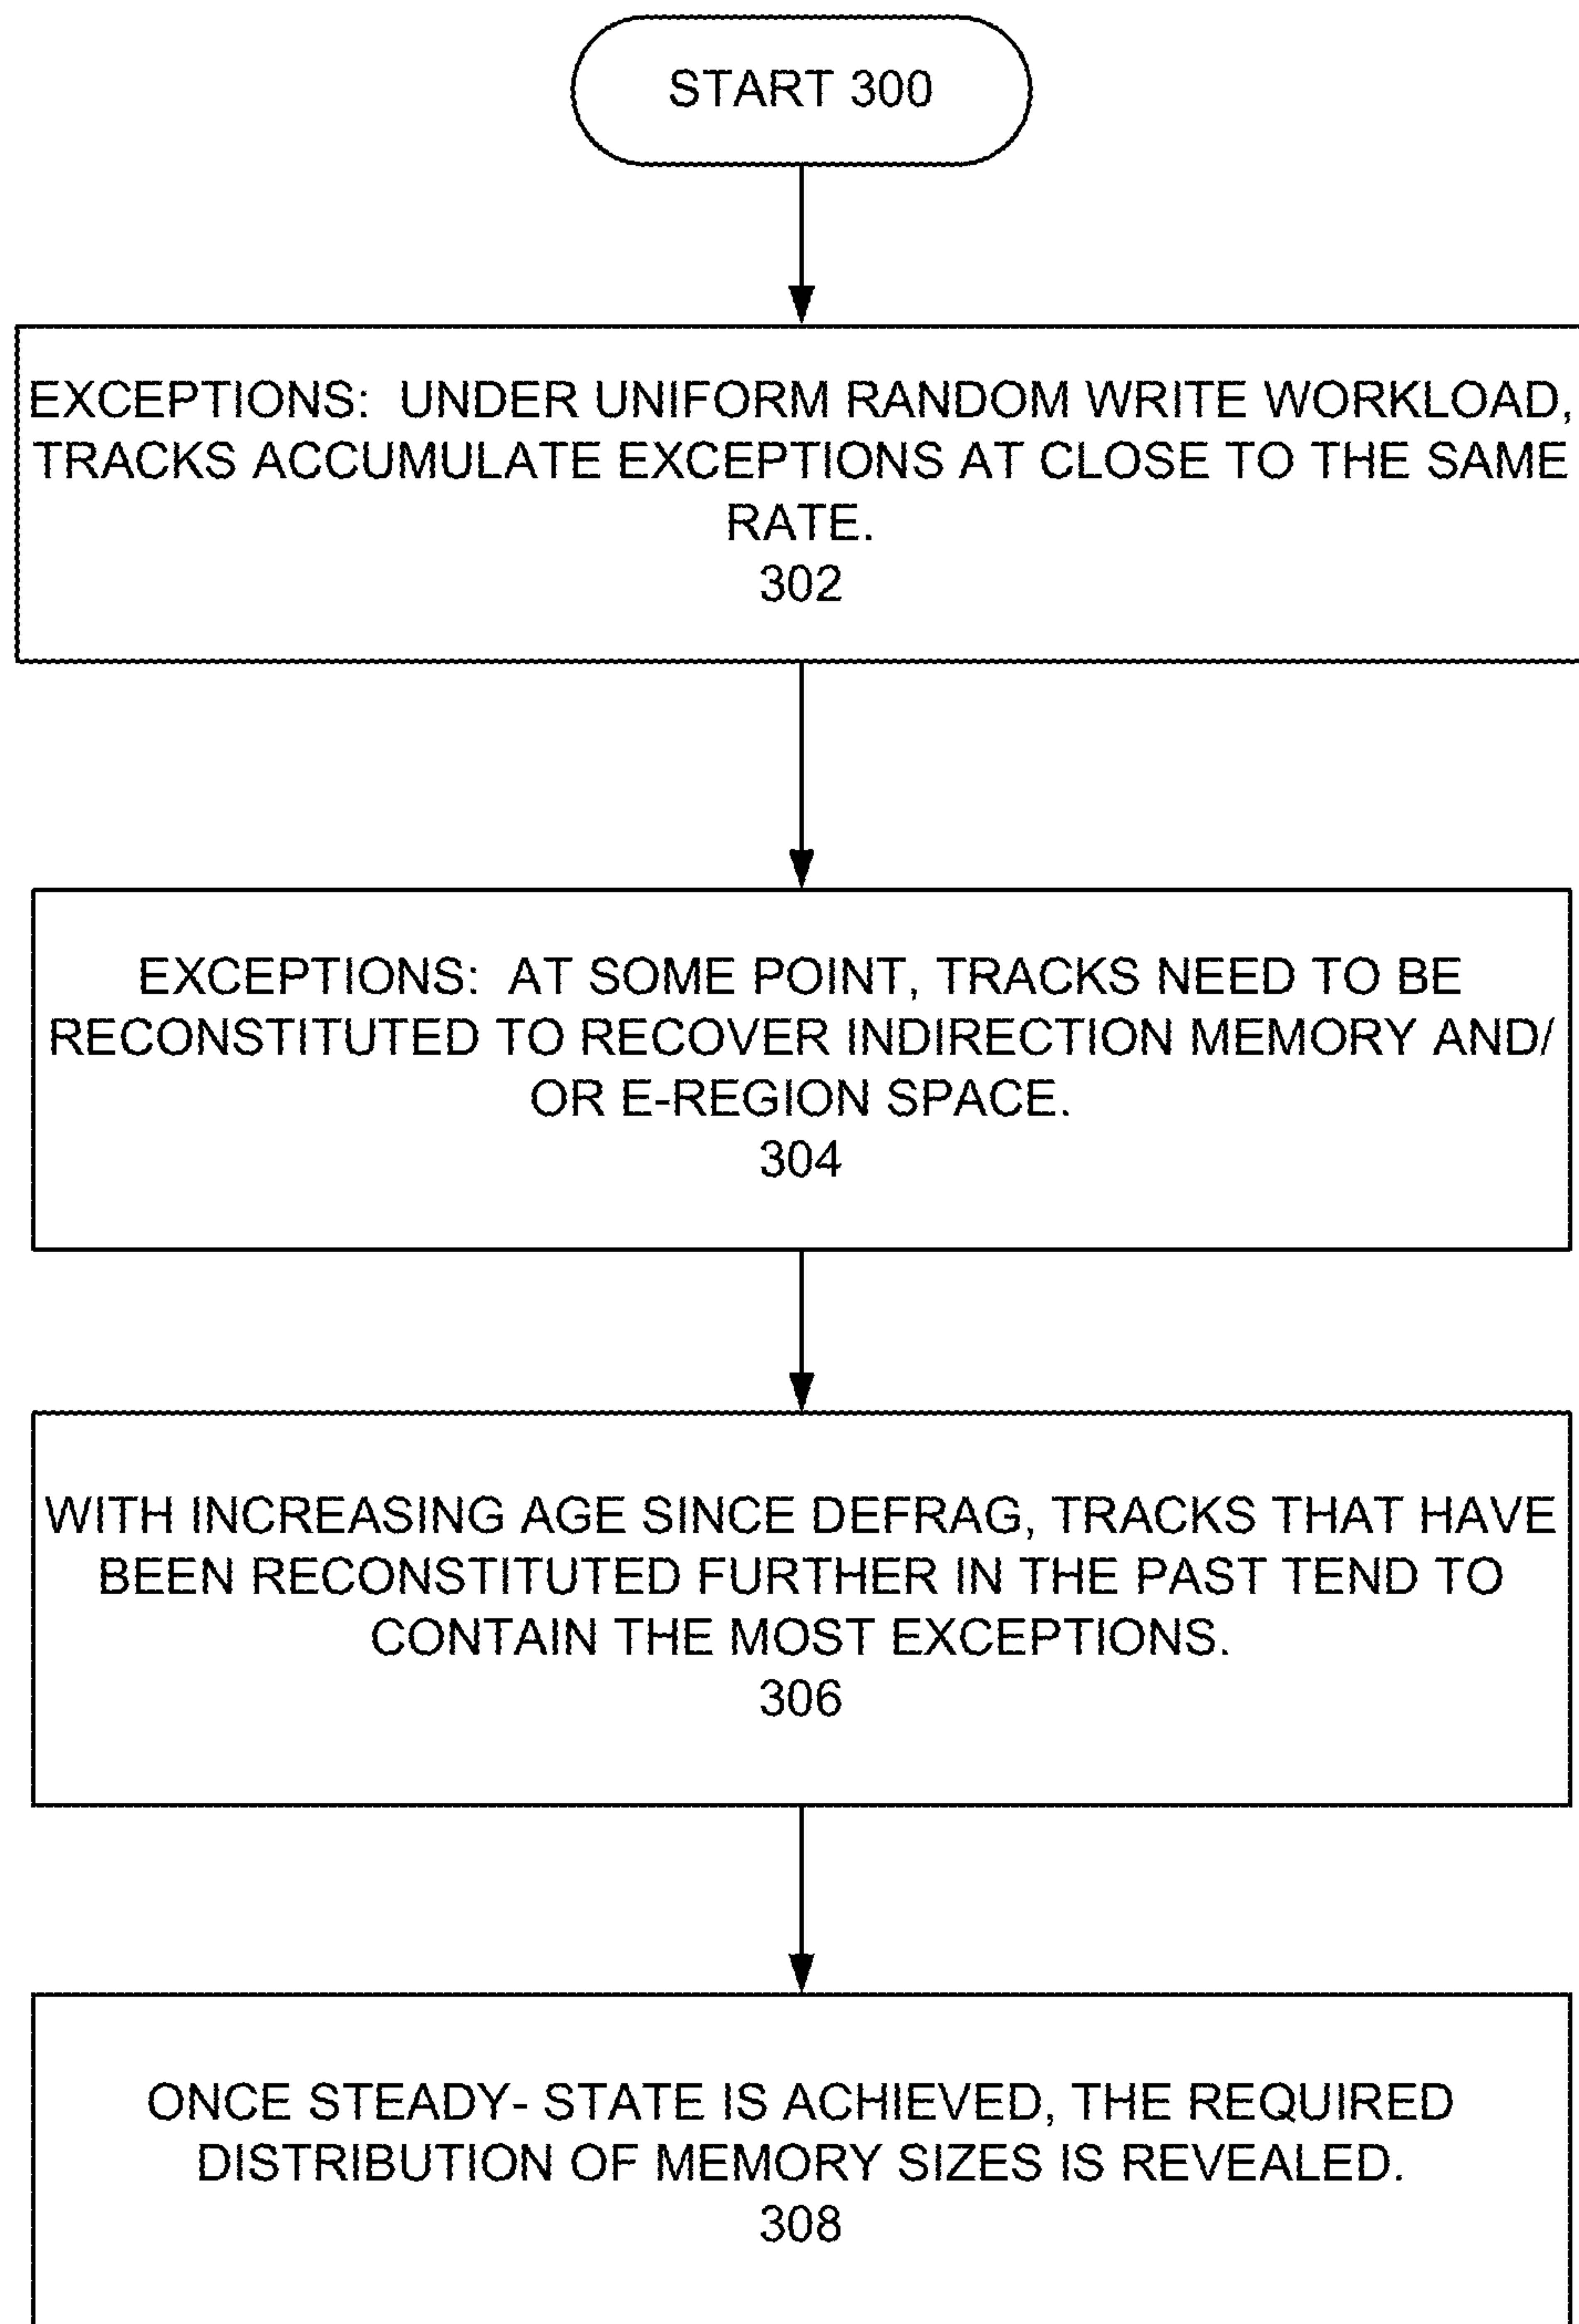 START 300
EXCEPTIONS: UNDER UNIFORM RANDOM WRITE WORKLOAD,
TRACKS ACCUMULATE EXCEPTIONS AT CLOSE TO THE SAME
RATE.
302
EXCEPTIONS: AT SOME POINT, TRACKS NEED TO BE
RECONSTITUTED TO RECOVER INDIRECTION MEMORY AND/
OR E-REGION SPACE.
304
WITH INCREASING AGE SINCE DEFRAG, TRACKS THAT HAVE
BEEN RECONSTITUTED FURTHER IN THE PAST TEND TO
CONTAIN THE MOST EXCEPTIONS.
306
ONCE STEADY- STATE IS ACHIEVED, THE REQUIRED
DISTRIBUTION OF MEMORY SIZES IS REVEALED.
308